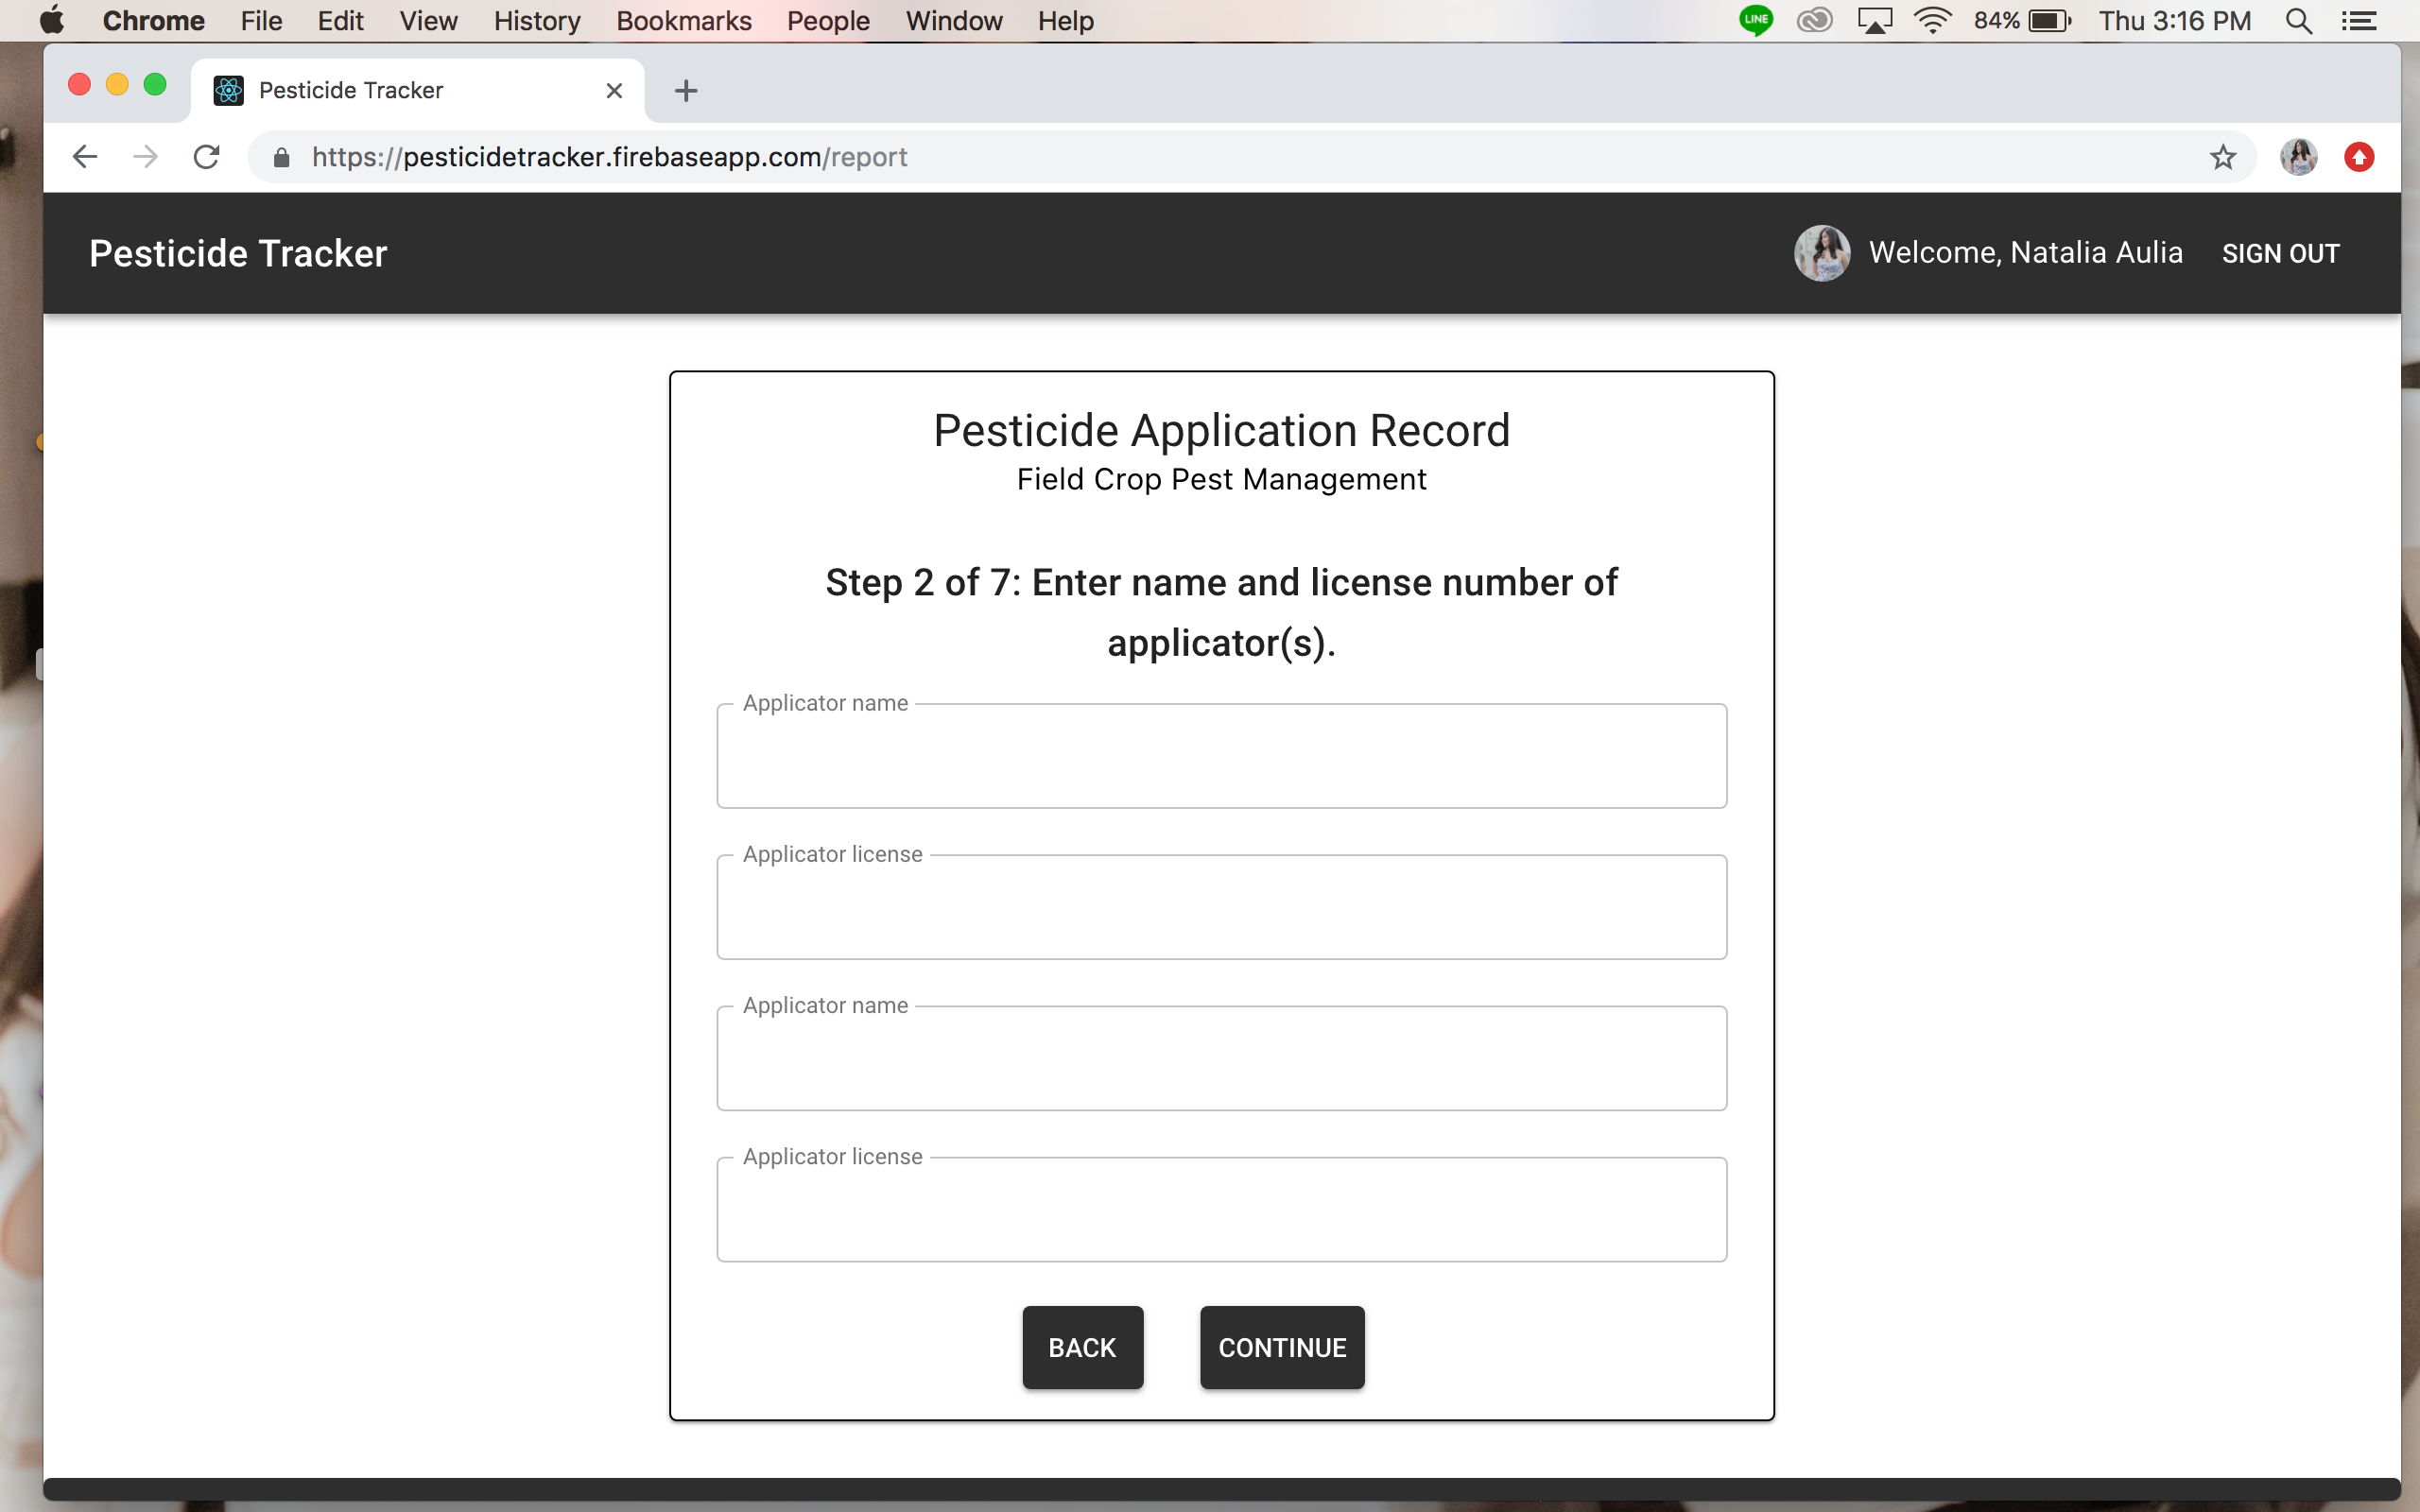 Chrome File Edit View History Bookmarks People Window Help LINE 84% Thu 3:16 PM
Pesticide Tracker
https://pesticidetracker.firebaseapp.com/report
Pesticide Tracker Welcome, Natalia Aulia SIGN OUT
Pesticide Application Record
Field Crop Pest Management
Step 2 of 7: Enter name and license number of
applicator(s).
Applicator name
Applicator license
Applicator name
Applicator license
BACK CONTINUE